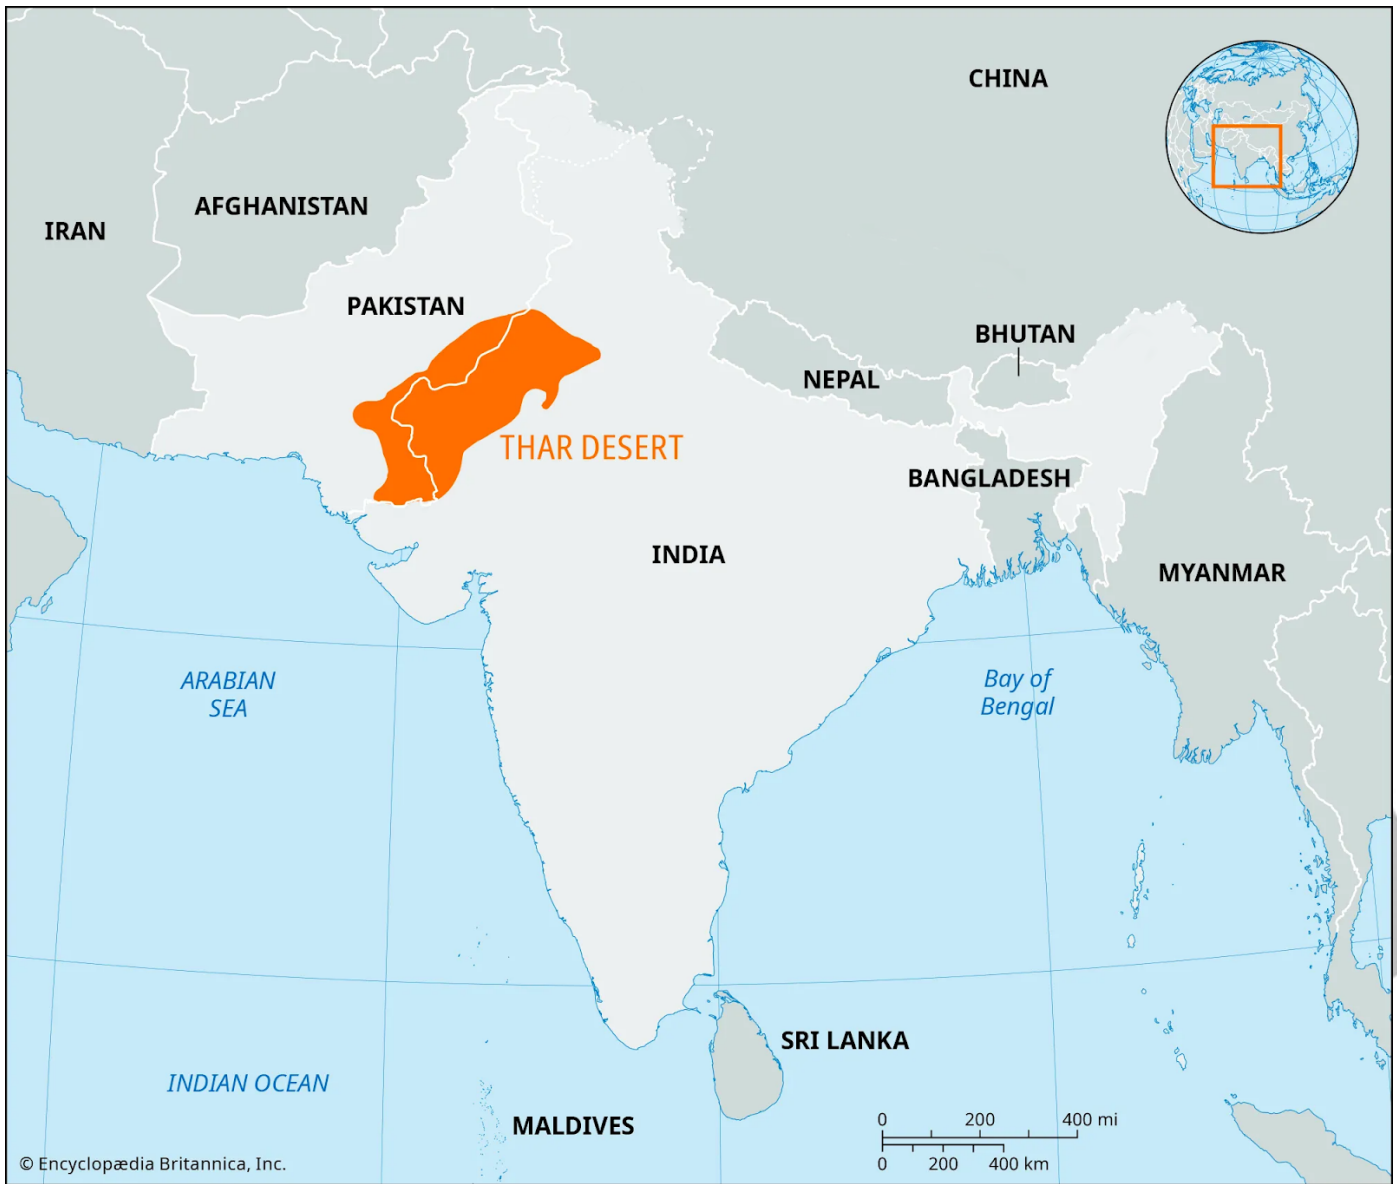 CHINA
AFGHANISTAN
IRAN
PAKISTAN
BHUTAN
NEPAL
THAR DESERT
BANGLADESH
INDIA
MYANMAR
ARABIAN
SEA
Bay of
Bengal
SRI LANKA
INDIAN OCEAN
MALDIVES
0 200 400 mi
0 200 400 km
© Encyclopædia Britannica, Inc.